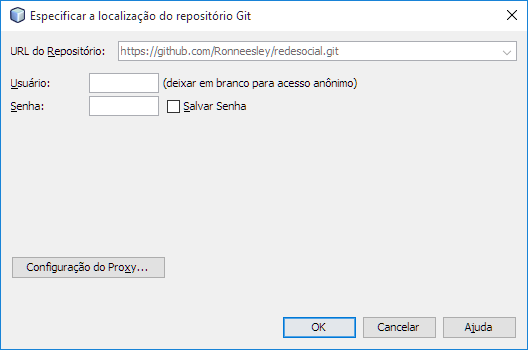 Especificar a localização do repositório Git
URL do Repositório: https://github.com/Ronneesley/redesocial.git
Usuário: (deixar em branco para acesso anônimo)
Senha: Salvar Senha
Configuração do Proxy...
OK Cancelar Ajuda